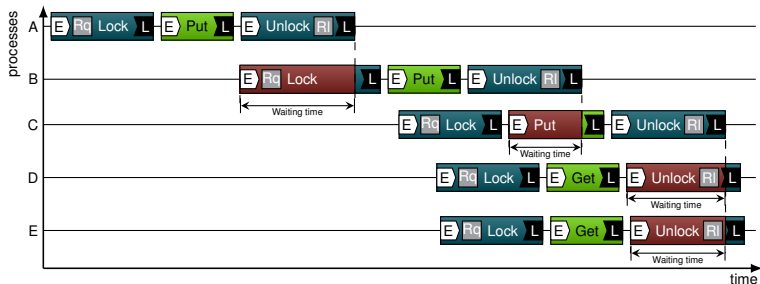 processes
A E Rq Lock L E Put L E Unlock Rl L
B E Rq Lock L E Put L E Unlock Rl L
Waiting time
C E Rq Lock L E Put L E Unlock Rl L
Waiting time
D E Rq Lock L E Get L E Unlock Rl L
Waiting time
E E Rq Lock L E Get L E Unlock Rl L
Waiting time
time